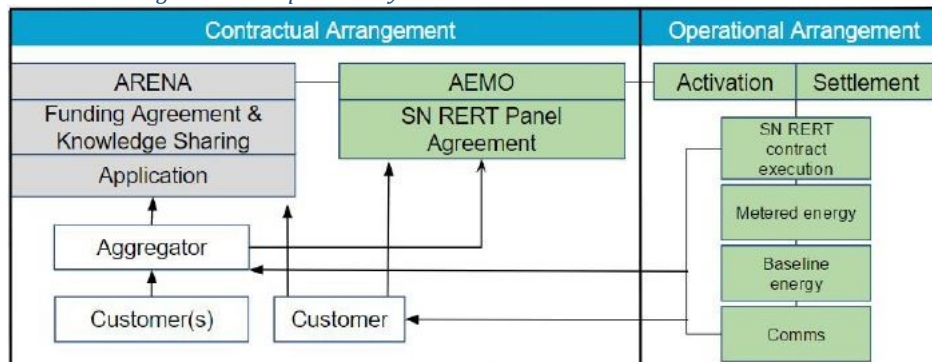 Contractual Arrangement
Operational Arrangement
ARENA
AEMO
Activation
Settlement
Funding Agreement &
Knowledge Sharing
SN RERT Panel
Agreement
Application
SN RERT
contract
execution
Metered energy
Aggregator
Baseline
energy
Customer(s)
Customer
Comms